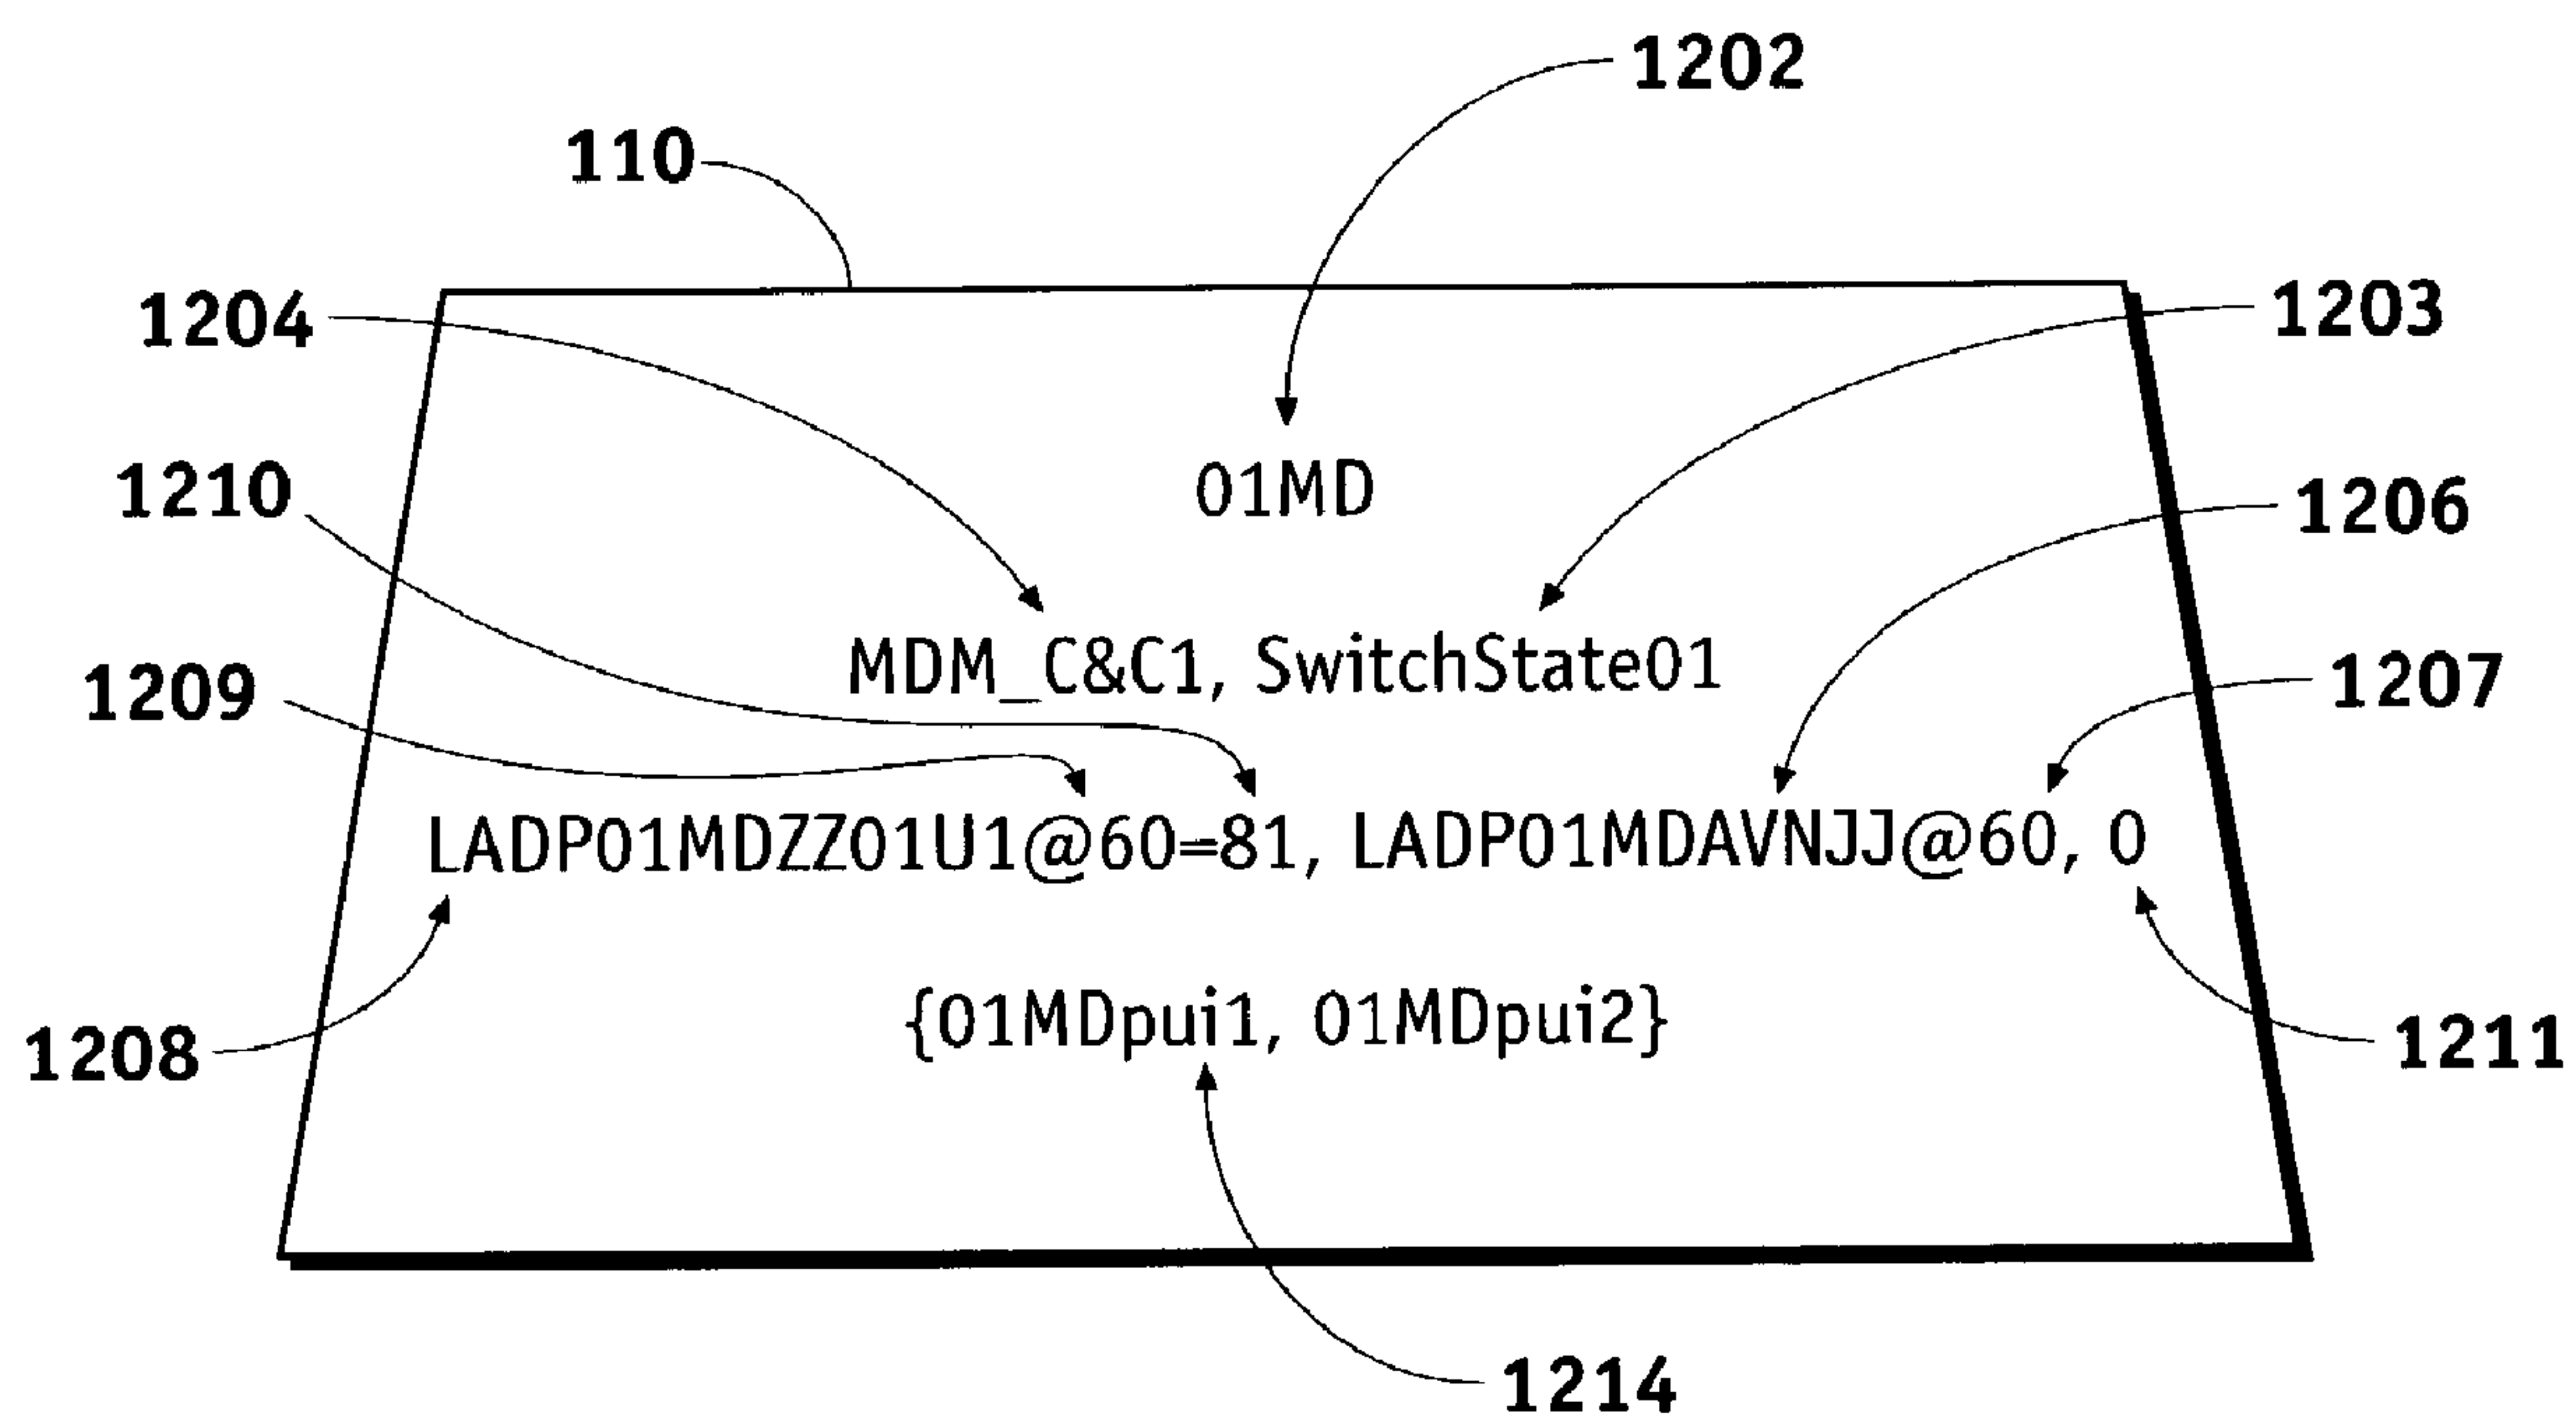 1202
110
1204
1203
01MD
1210
1206
MDM_C&C1, SwitchState01
1209
1207
LADP01MDZZ01U1@60=81, LADP01MDAVNJJ@60, 0
{01MDpui1, 01MDpui2}
1208
1211
1214